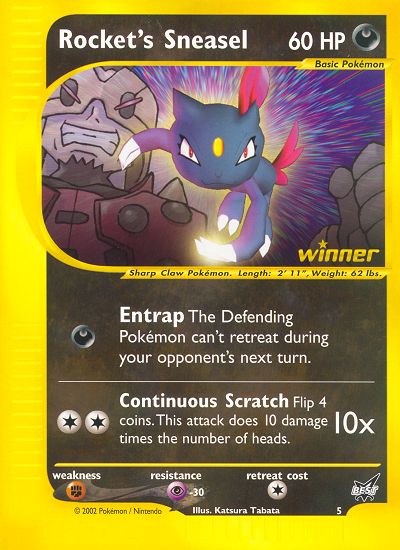 Rocket's Sneasel 60 HP
Basic Pokémon
winner
Sharp Claw Pokémon. Length: 2' 11", Weight: 62 lbs.
Entrap The Defending
Pokémon can't retreat during
your opponent's next turn.
Continuous Scratch Flip 4
coins. This attack does 10 damage
times the number of heads.
10x
weakness resistance retreat cost
-30
BEST
© 2002 Pokémon / Nintendo Illus. Katsura Tabata 5